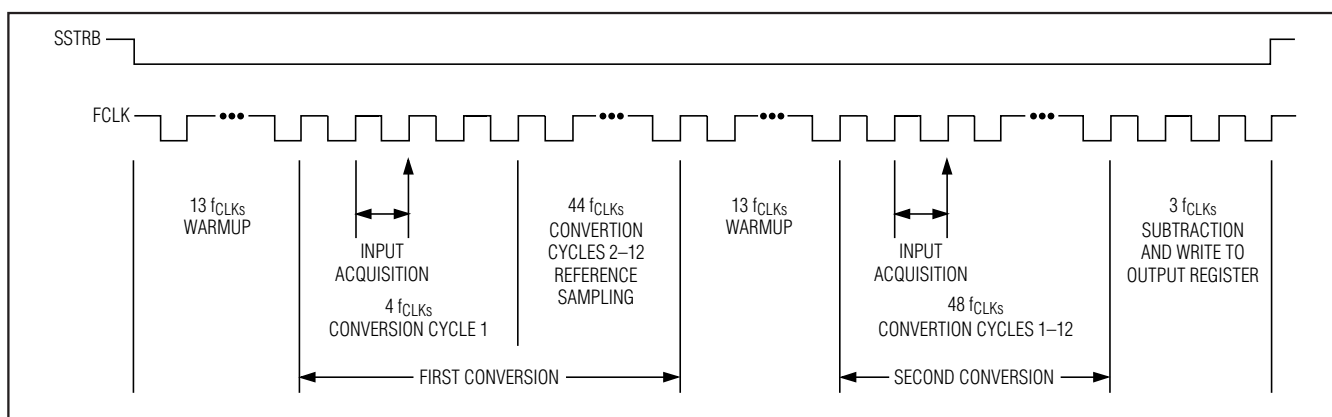 SSTRB
FCLK
13 fCLKs
WARMUP
INPUT
ACQUISITION
4 fCLKs
CONVERSION CYCLE 1
44 fCLKs
CONVERTION
CYCLES 2–12
REFERENCE
SAMPLING
13 fCLKs
WARMUP
INPUT
ACQUISITION
48 fCLKs
CONVERTION CYCLES 1–12
3 fCLKs
SUBTRACTION
AND WRITE TO
OUTPUT REGISTER
FIRST CONVERSION
SECOND CONVERSION